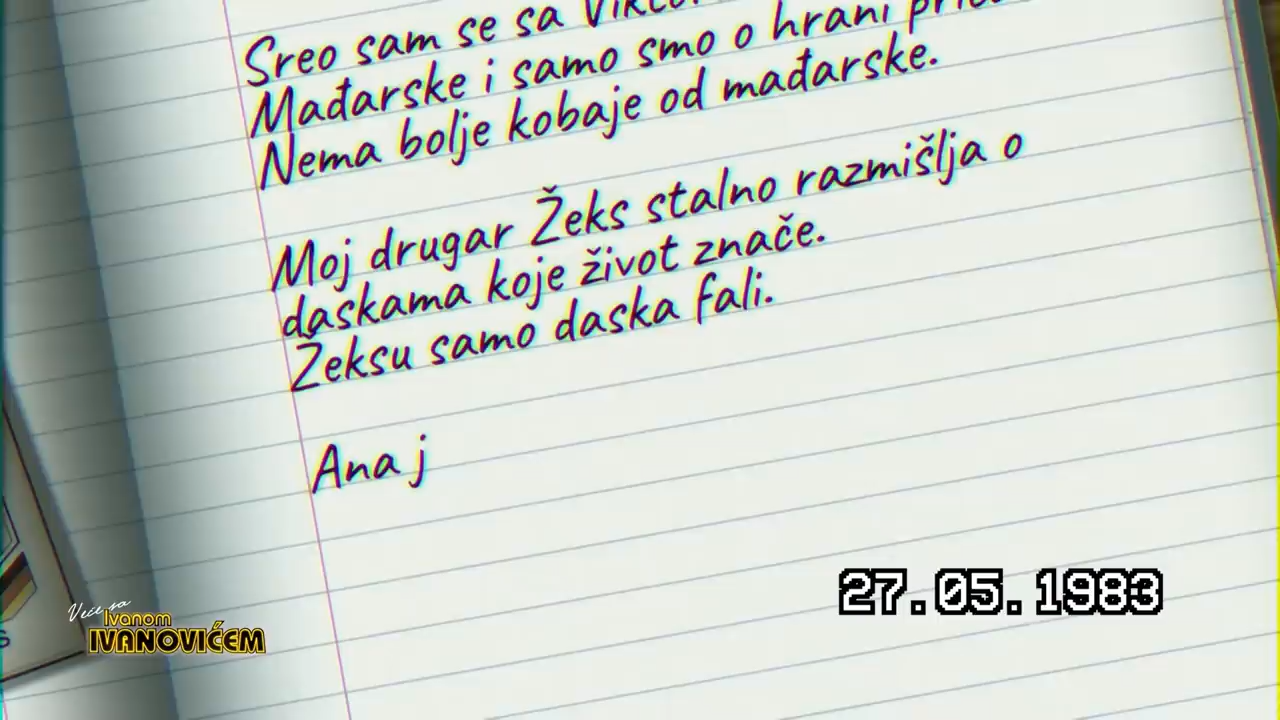 Sreo sam se sa
Mađarske i samo smo o hrani
Nema bolje kobaje od mađarske.
Moj drugar Žeks stalno razmišlja o
daskama koje život znače.
Žeksu samo daska fali.
Ana j
27.05.1983
Veče sa
Ivanom
IVANOVIĆEM